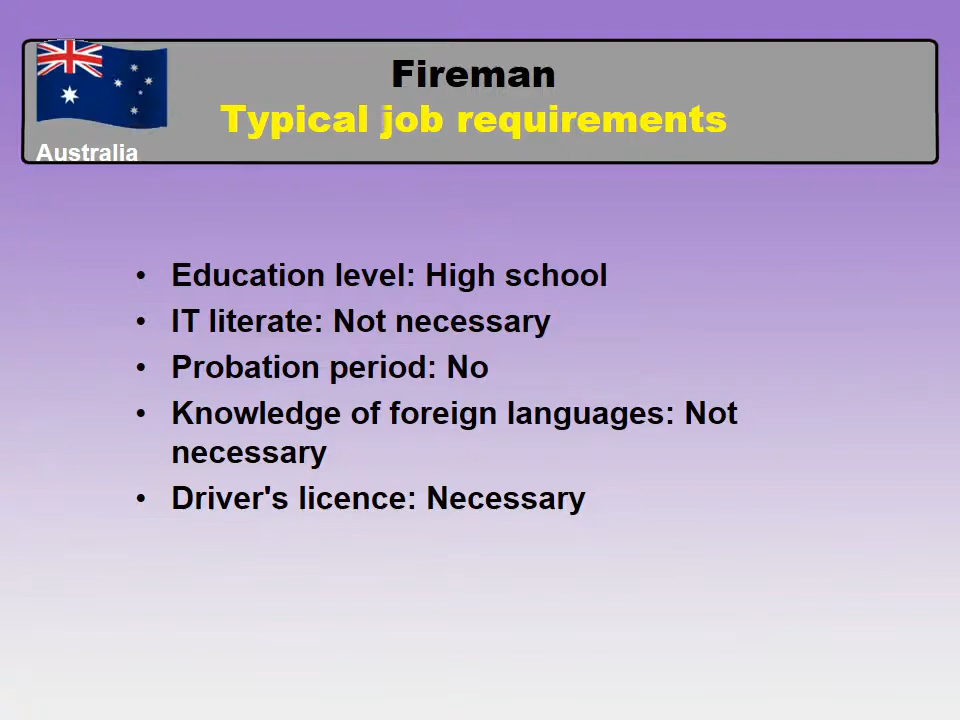 Fireman
Typical job requirements
Australia
• Education level: High school
• IT literate: Not necessary
• Probation period: No
• Knowledge of foreign languages: Not
necessary
• Driver's licence: Necessary